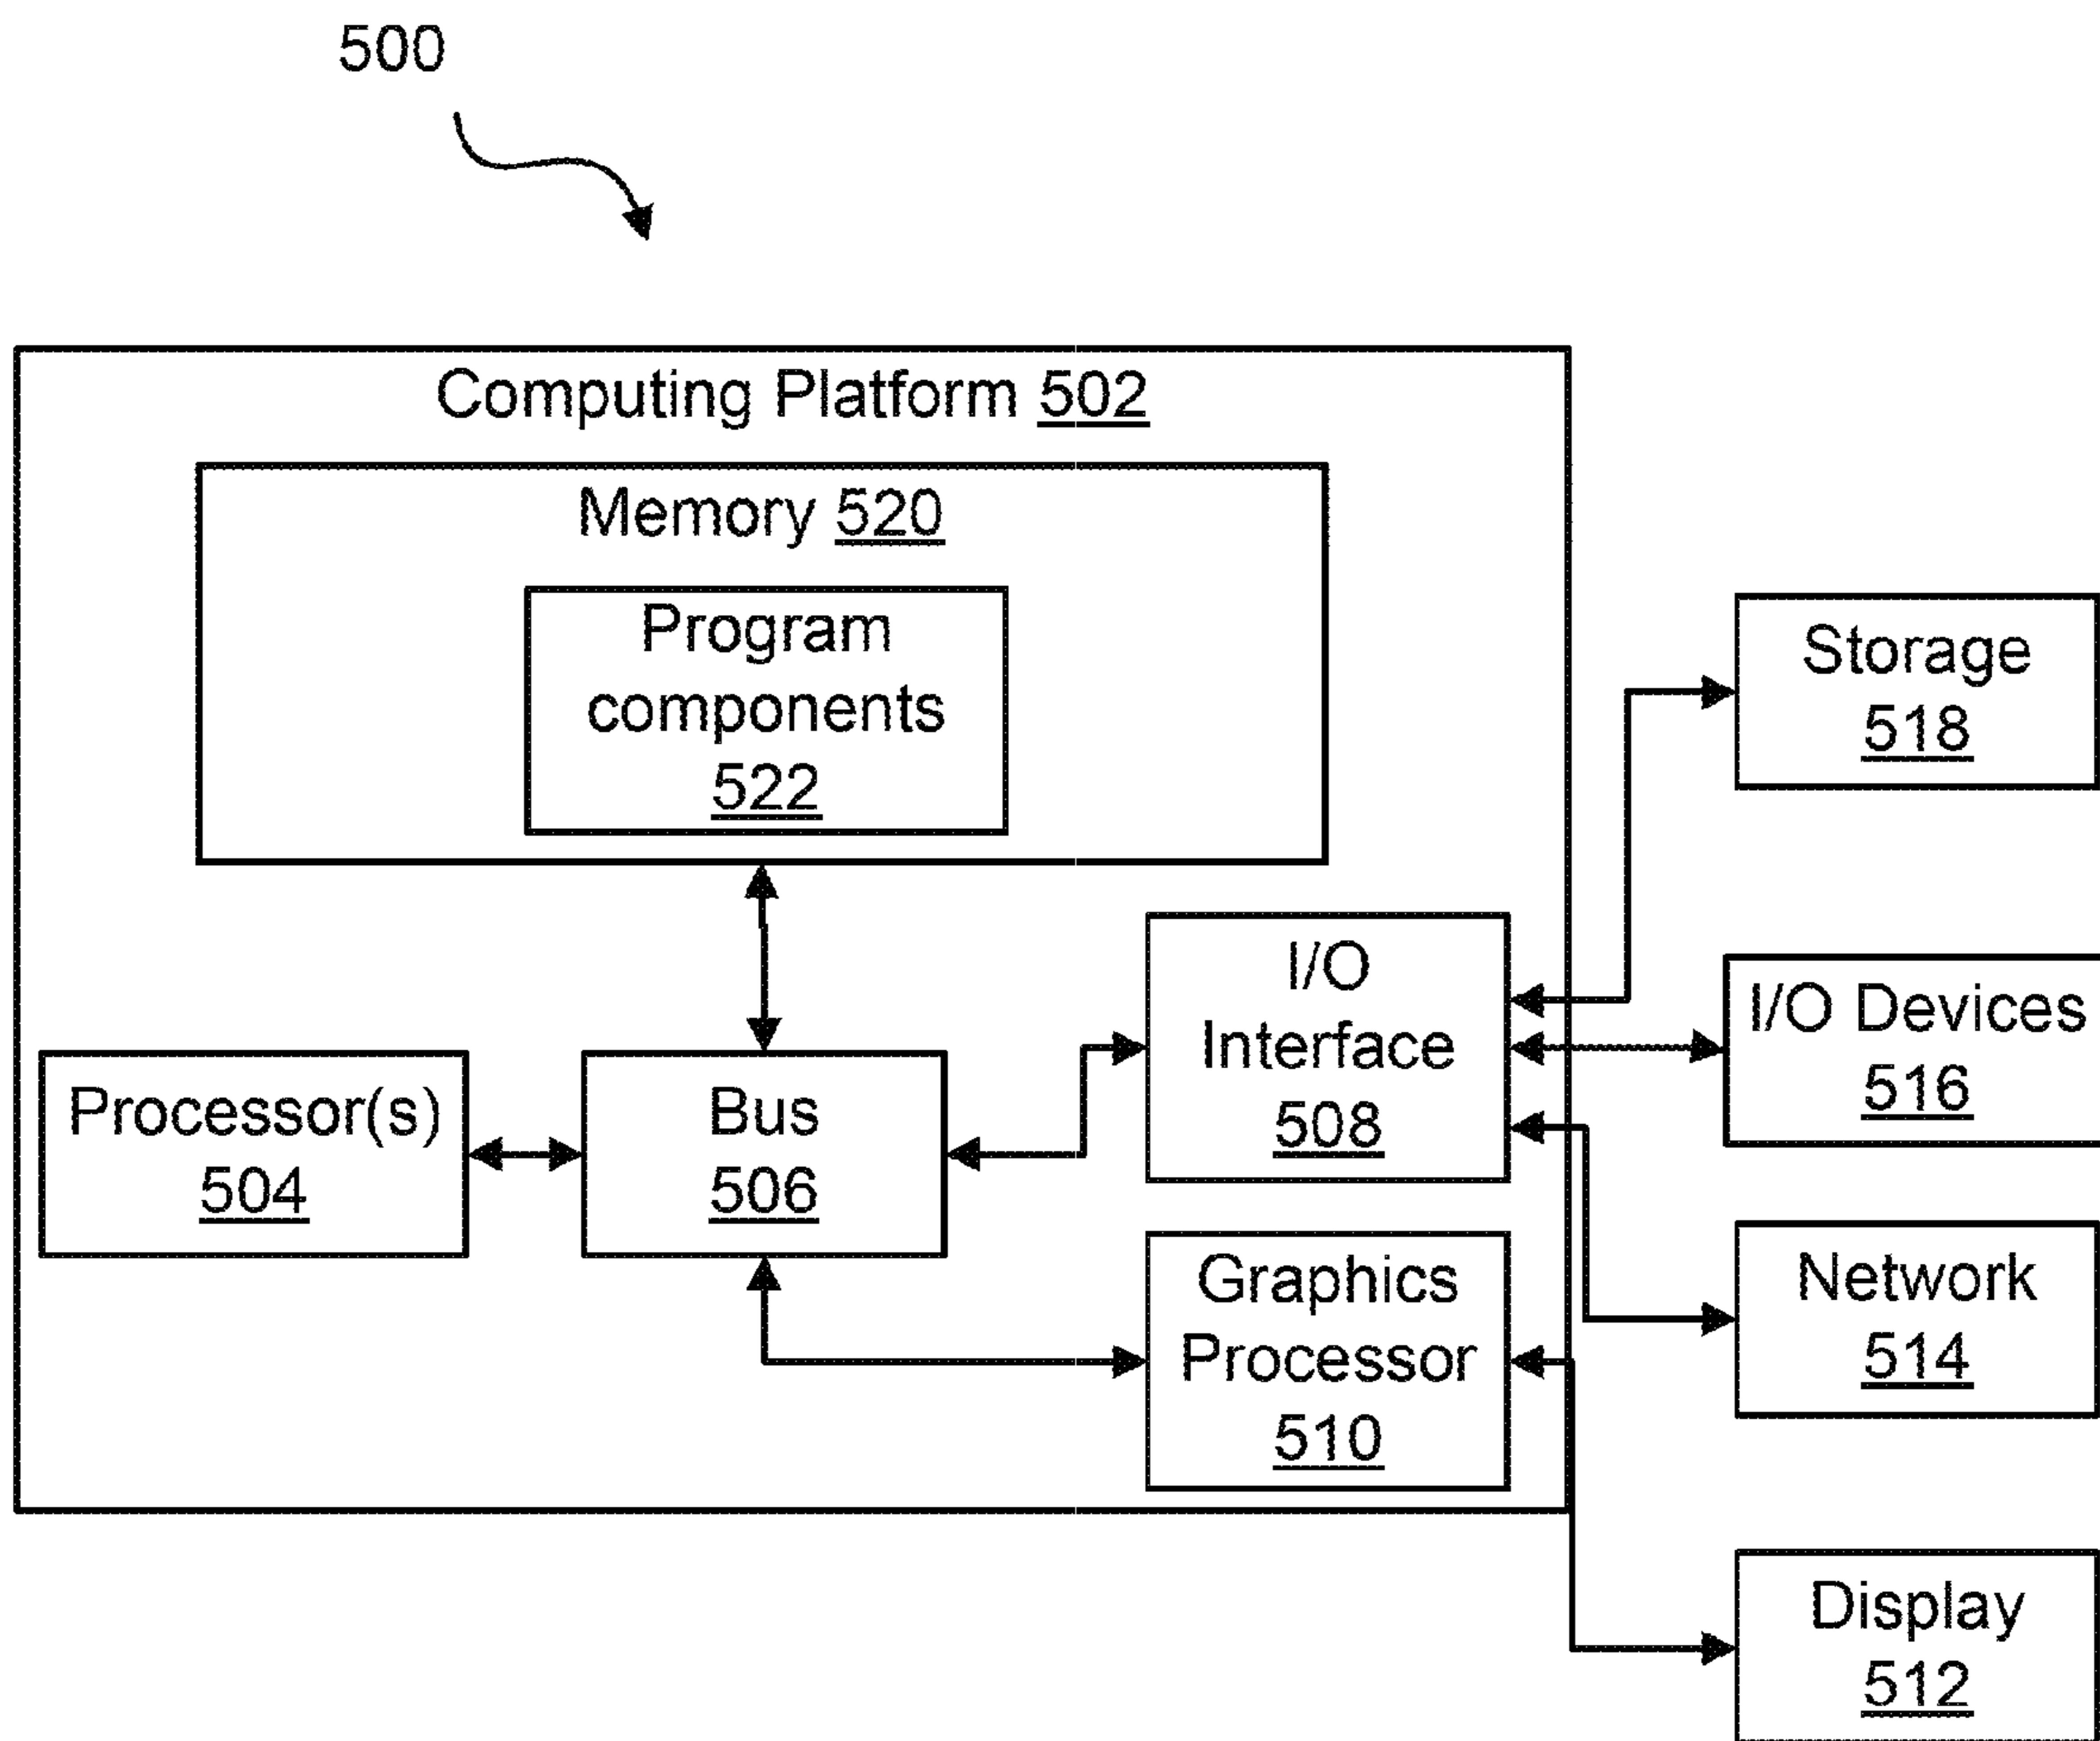 500
Computing Platform 502
Memory 520
Program
components
522
Storage
518
I/O
Interface
508
I/O Devices
516
Processor(s)
504
Bus
506
Graphics
Processor
510
Network
514
Display
512